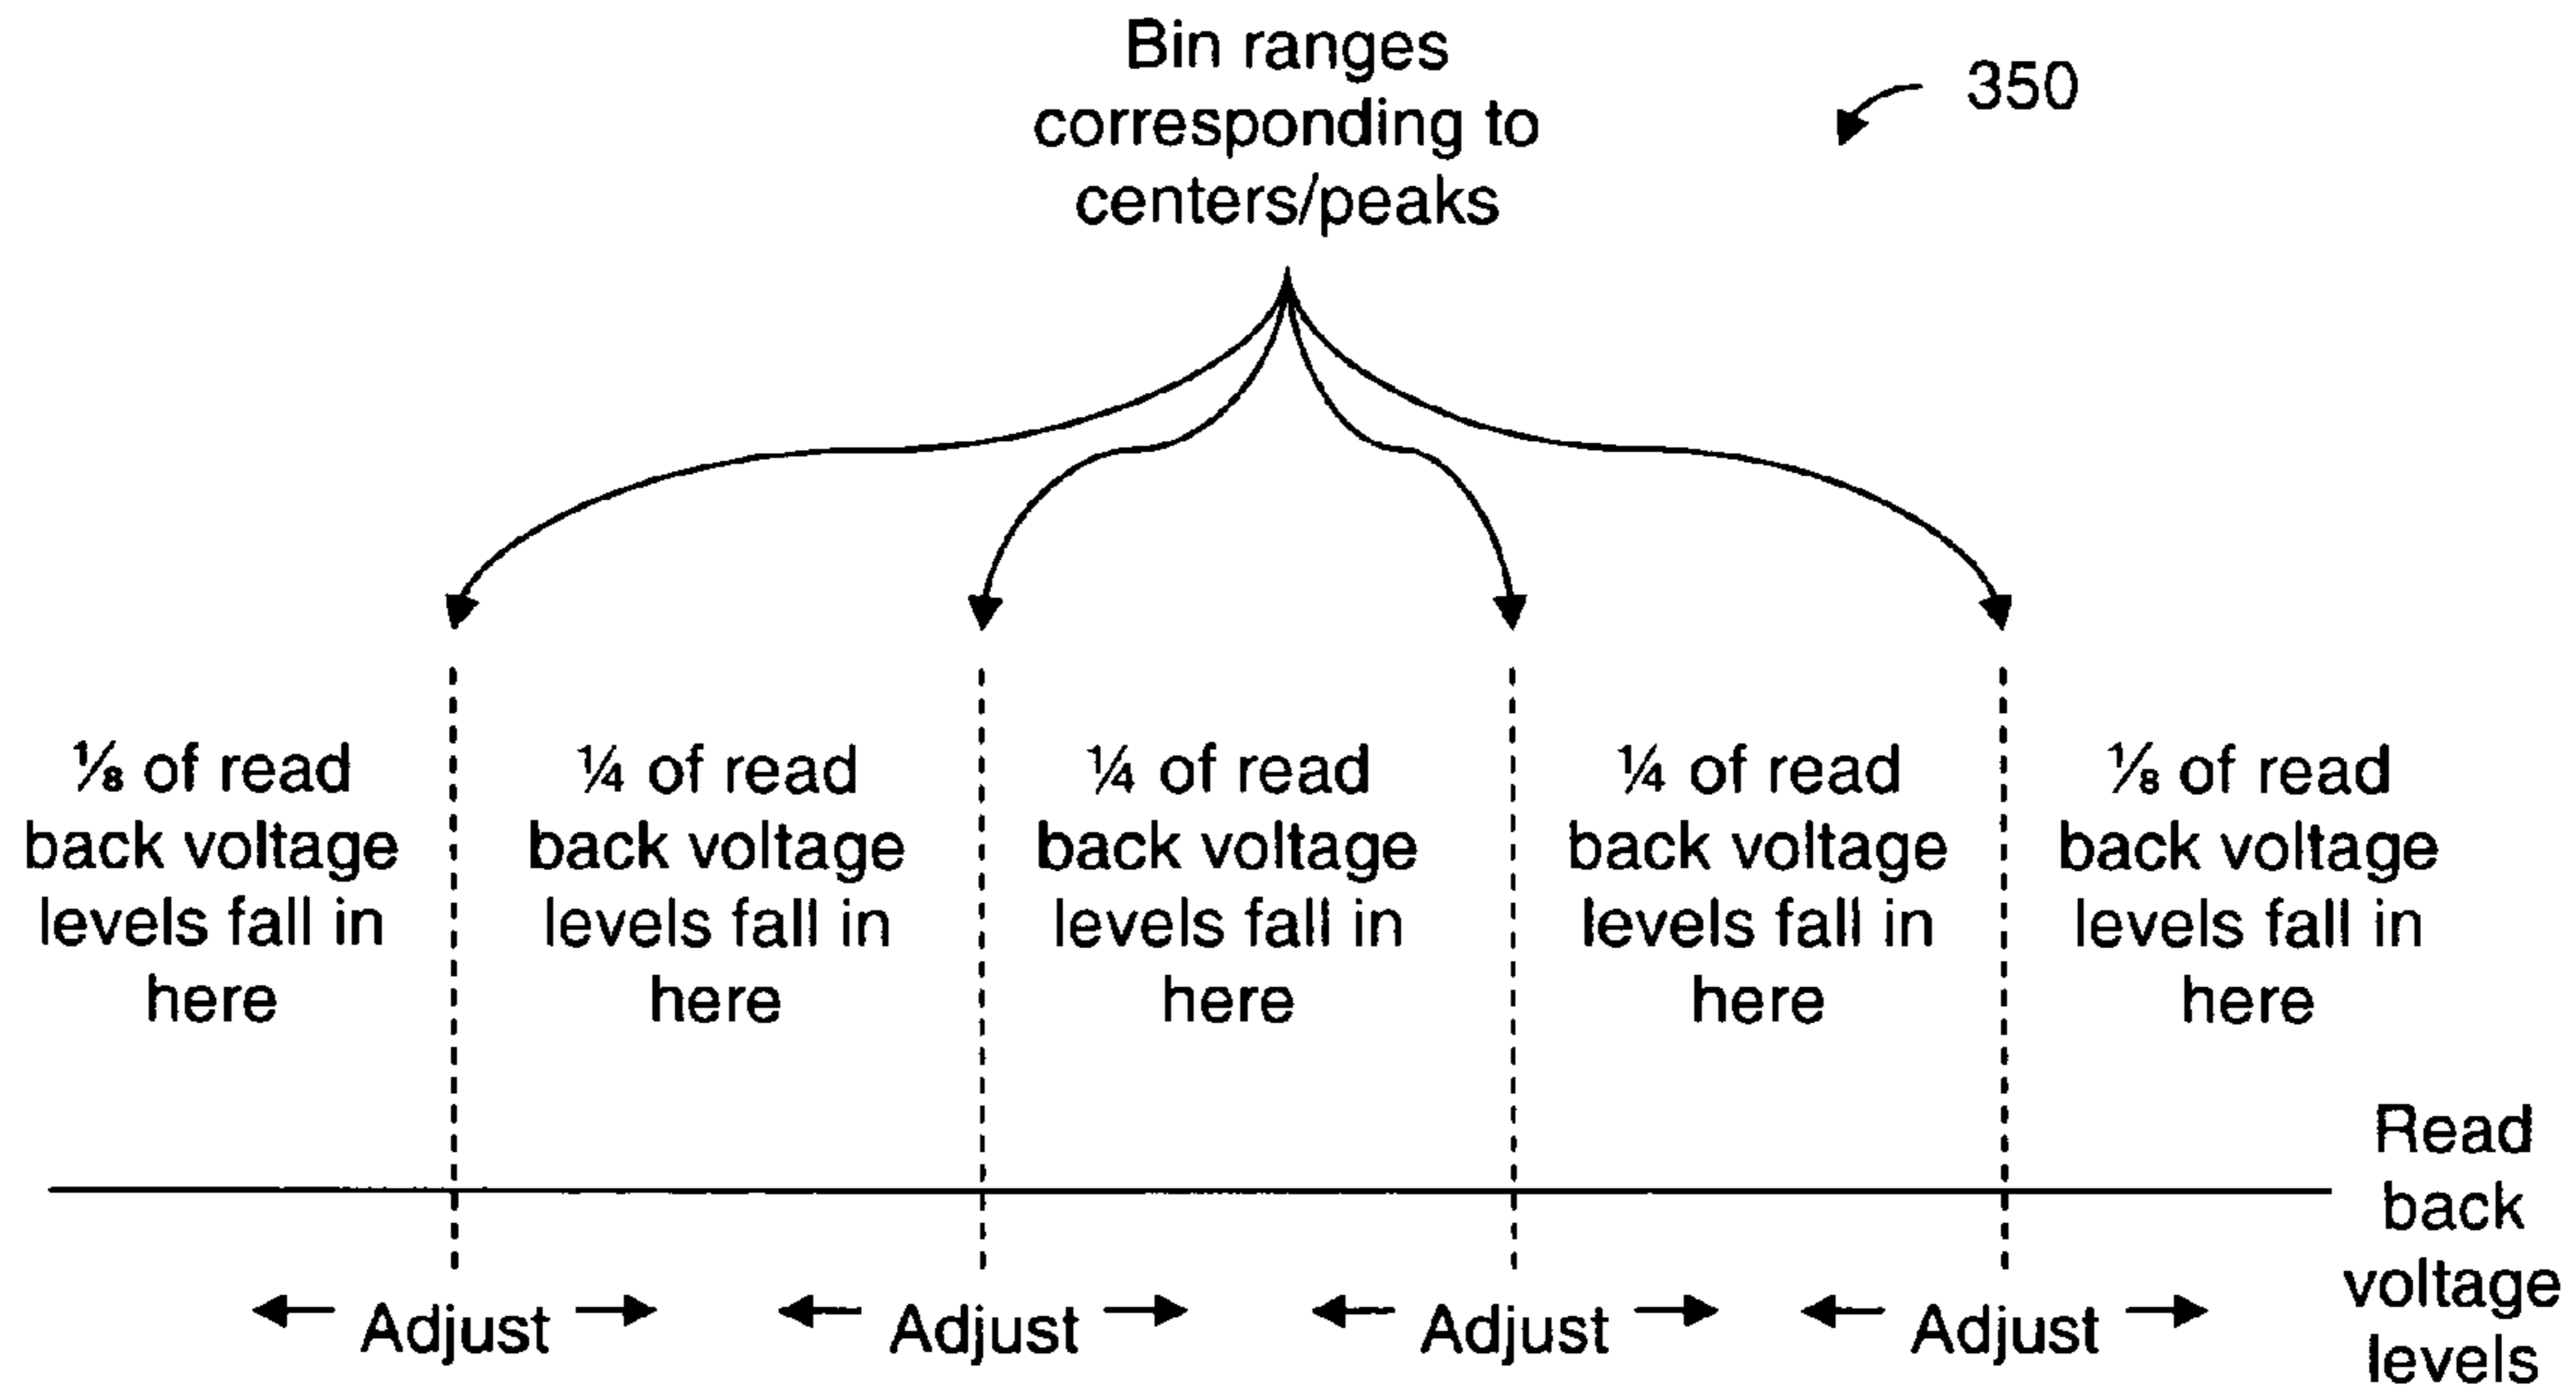 Bin ranges
corresponding to
centers/peaks
350
⅛ of read
back voltage
levels fall in
here
¼ of read
back voltage
levels fall in
here
¼ of read
back voltage
levels fall in
here
¼ of read
back voltage
levels fall in
here
⅛ of read
back voltage
levels fall in
here
Read
back
voltage
levels
Adjust
Adjust
Adjust
Adjust